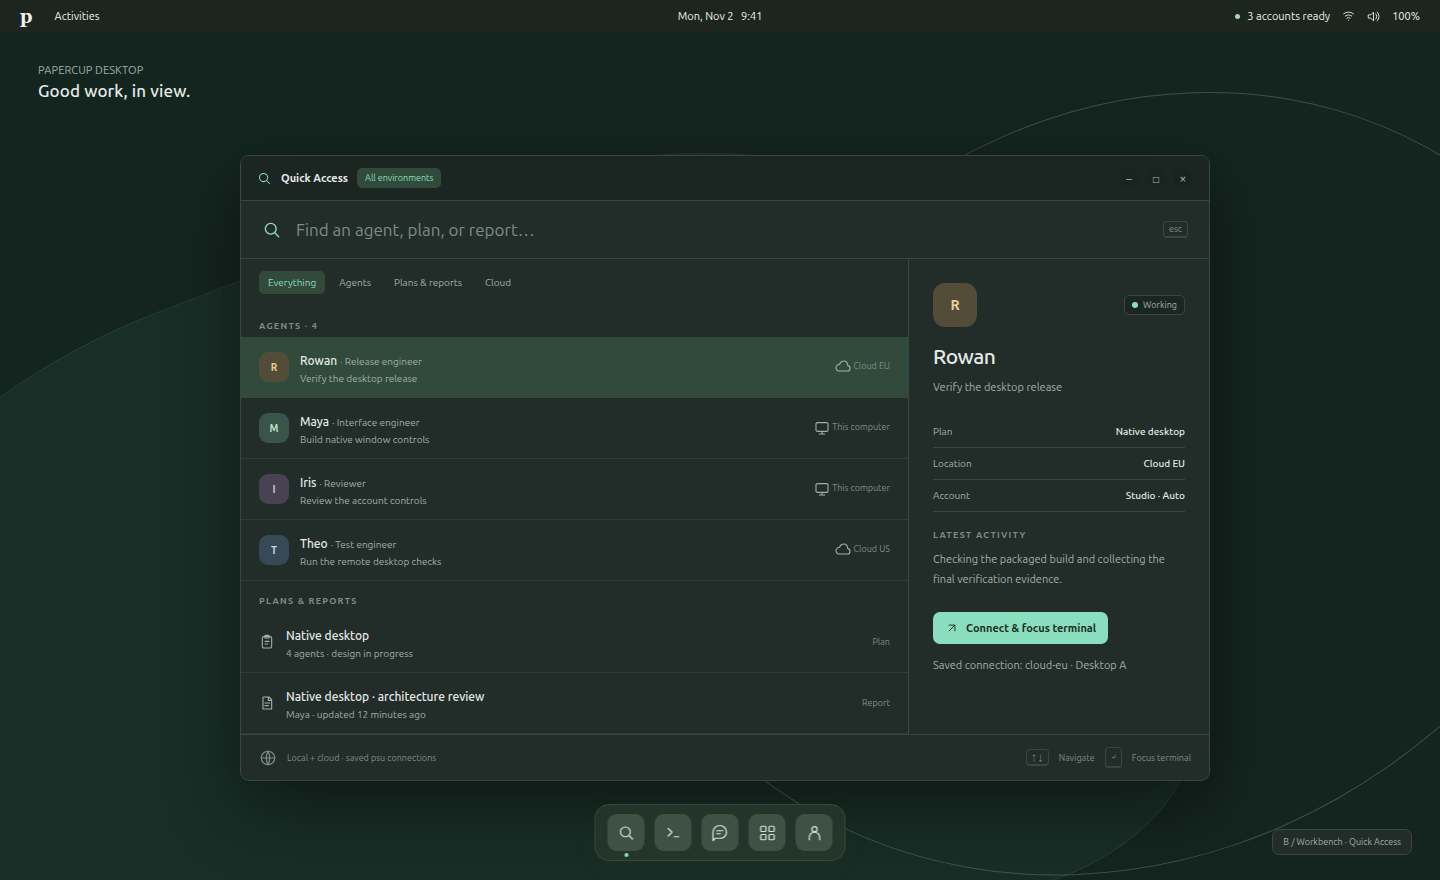 p Activities
Mon, Nov 2 9:41
3 accounts ready
100%
PAPERCUP DESKTOP
Good work, in view.
Quick Access
All environments
Find an agent, plan, or report...
esc
Everything
Agents
Plans & reports
Cloud
AGENTS · 4
R
Rowan · Release engineer
Verify the desktop release
Cloud EU
M
Maya · Interface engineer
Build native window controls
This computer
I
Iris · Reviewer
Review the account controls
This computer
T
Theo · Test engineer
Run the remote desktop checks
Cloud US
PLANS & REPORTS
Native desktop
4 agents · design in progress
Plan
Native desktop · architecture review
Maya · updated 12 minutes ago
Report
R
Working
Rowan
Verify the desktop release
Plan Native desktop
Location Cloud EU
Account Studio · Auto
LATEST ACTIVITY
Checking the packaged build and collecting the
final verification evidence.
Connect & focus terminal
Saved connection: cloud-eu · Desktop A
Local + cloud · saved psu connections
↑↓ Navigate ↵ Focus terminal
B / Workbench · Quick Access